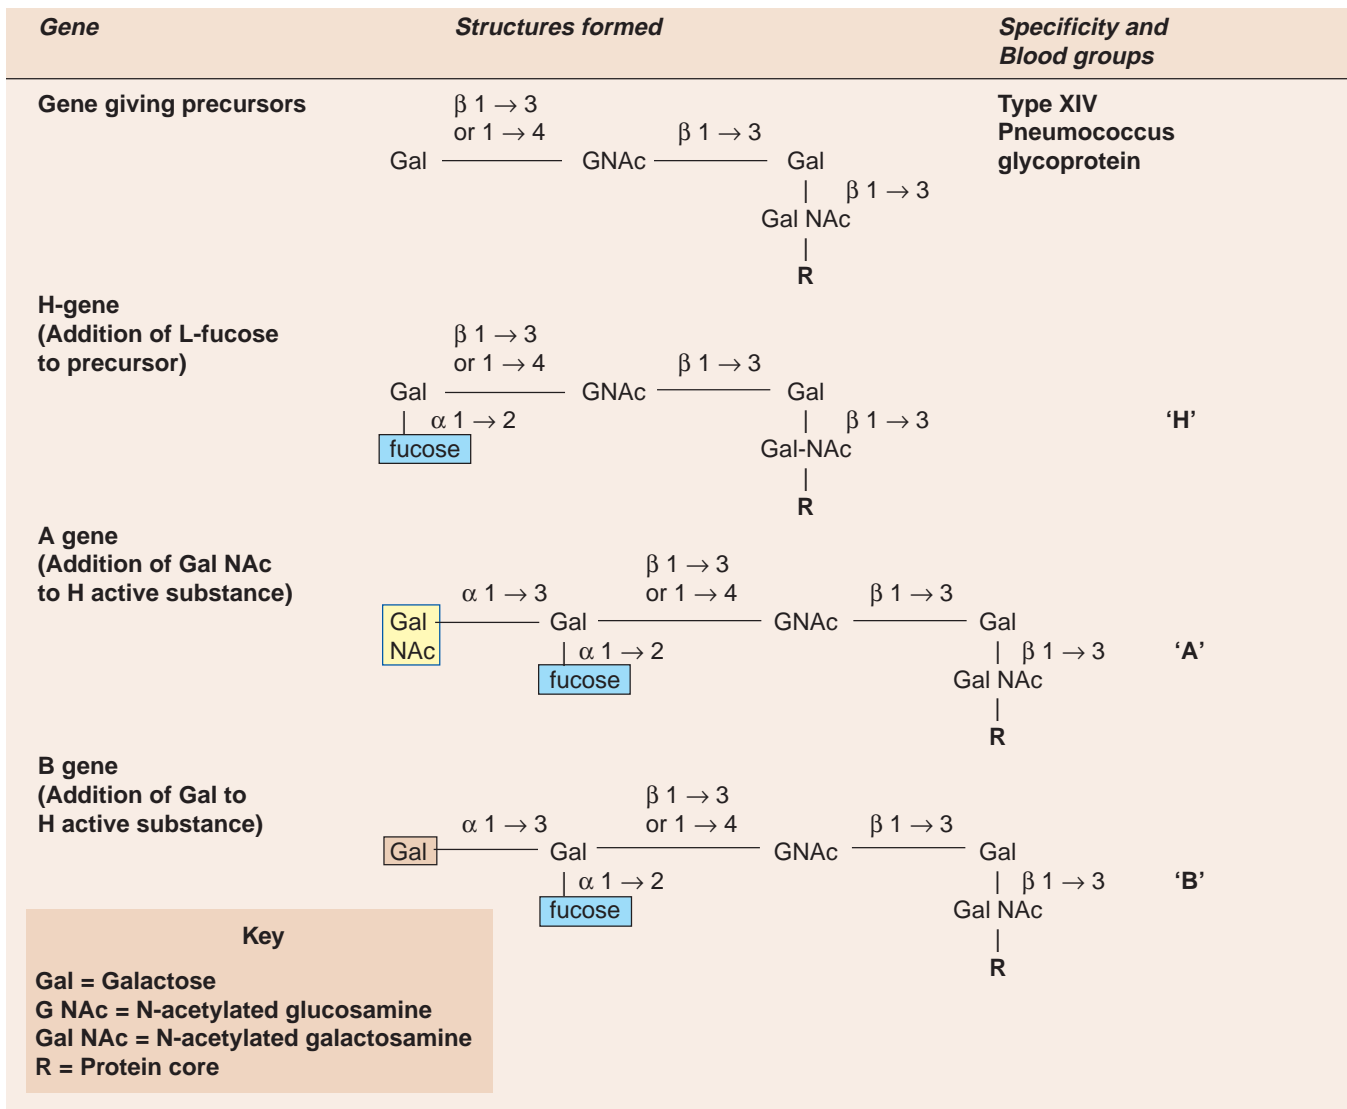 Gene Structures formed Specificity and
Blood groups
Gene giving precursors β 1 → 3 Type XIV
or 1 → 4 β 1 → 3 Pneumococcus
Gal GNAc Gal glycoprotein
β 1 → 3
Gal NAc
R
H-gene
(Addition of L-fucose β 1 → 3
to precursor) or 1 → 4 β 1 → 3
Gal GNAc Gal
α 1 → 2 β 1 → 3 ‘H’
fucose Gal-NAc
R
A gene
(Addition of Gal NAc β 1 → 3
to H active substance) α 1 → 3 or 1 → 4 β 1 → 3
Gal Gal GNAc Gal
NAc α 1 → 2 β 1 → 3 ‘A’
fucose Gal NAc
R
B gene
(Addition of Gal to β 1 → 3
H active substance) α 1 → 3 or 1 → 4 β 1 → 3
Gal Gal GNAc Gal
α 1 → 2 β 1 → 3 ‘B’
fucose Gal NAc
R
Key
Gal = Galactose
G NAc = N-acetylated glucosamine
Gal NAc = N-acetylated galactosamine
R = Protein core